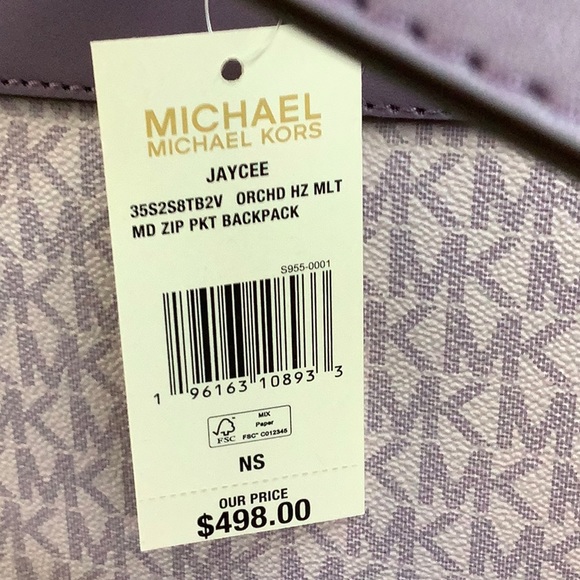 MICHAEL
MICHAEL KORS
JAYCEE
35S2S8TB2V ORCHD HZ MLT
MD ZIP PKT BACKPACK
S955-0001
1 96163 10893 3
FSC
MIX
Paper
FSC™ C012345
NS
OUR PRICE
$498.00